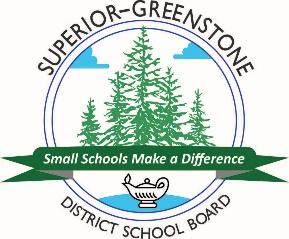 SUPERIOR-GREENSTONE
Small Schools Make a Difference
DISTRICT SCHOOL BOARD